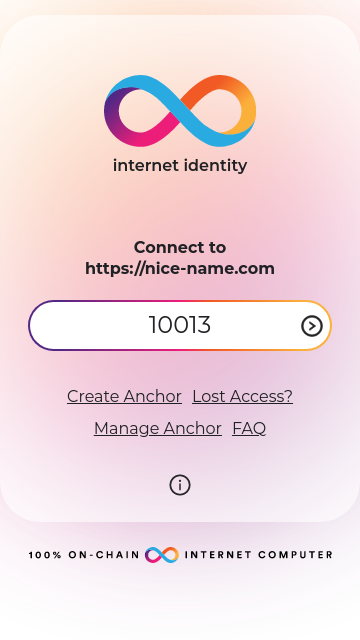 internet identity
Connect to
https://nice-name.com
10013
Create Anchor Lost Access?
Manage Anchor FAQ
100% ON-CHAIN INTERNET COMPUTER